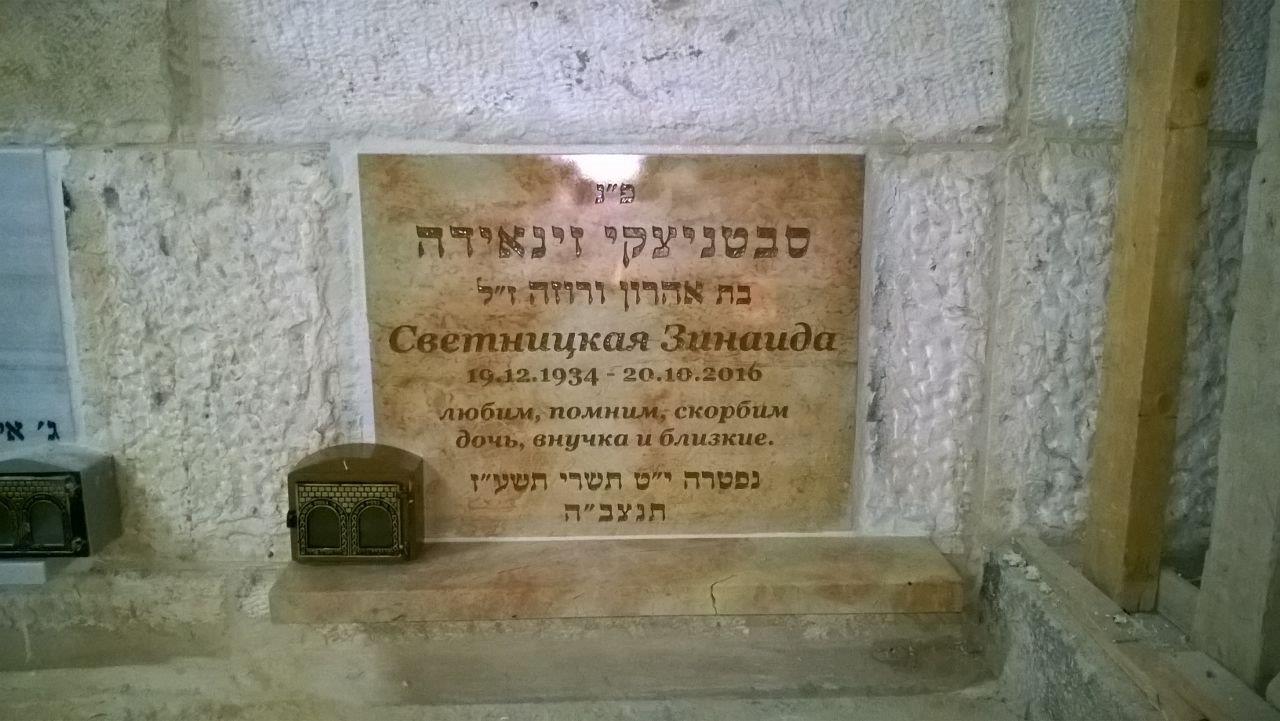 פ״נ
סבטניצקי זינאידה
בת אהרון ורוזה ז״ל
Светницкая Зинаида
19.12.1934 - 20.10.2016
любим, помним, скорбим
дочь, внучка и близкие.
נפטרה י״ט תשרי תשע״ז
תנצב״ה
ג׳